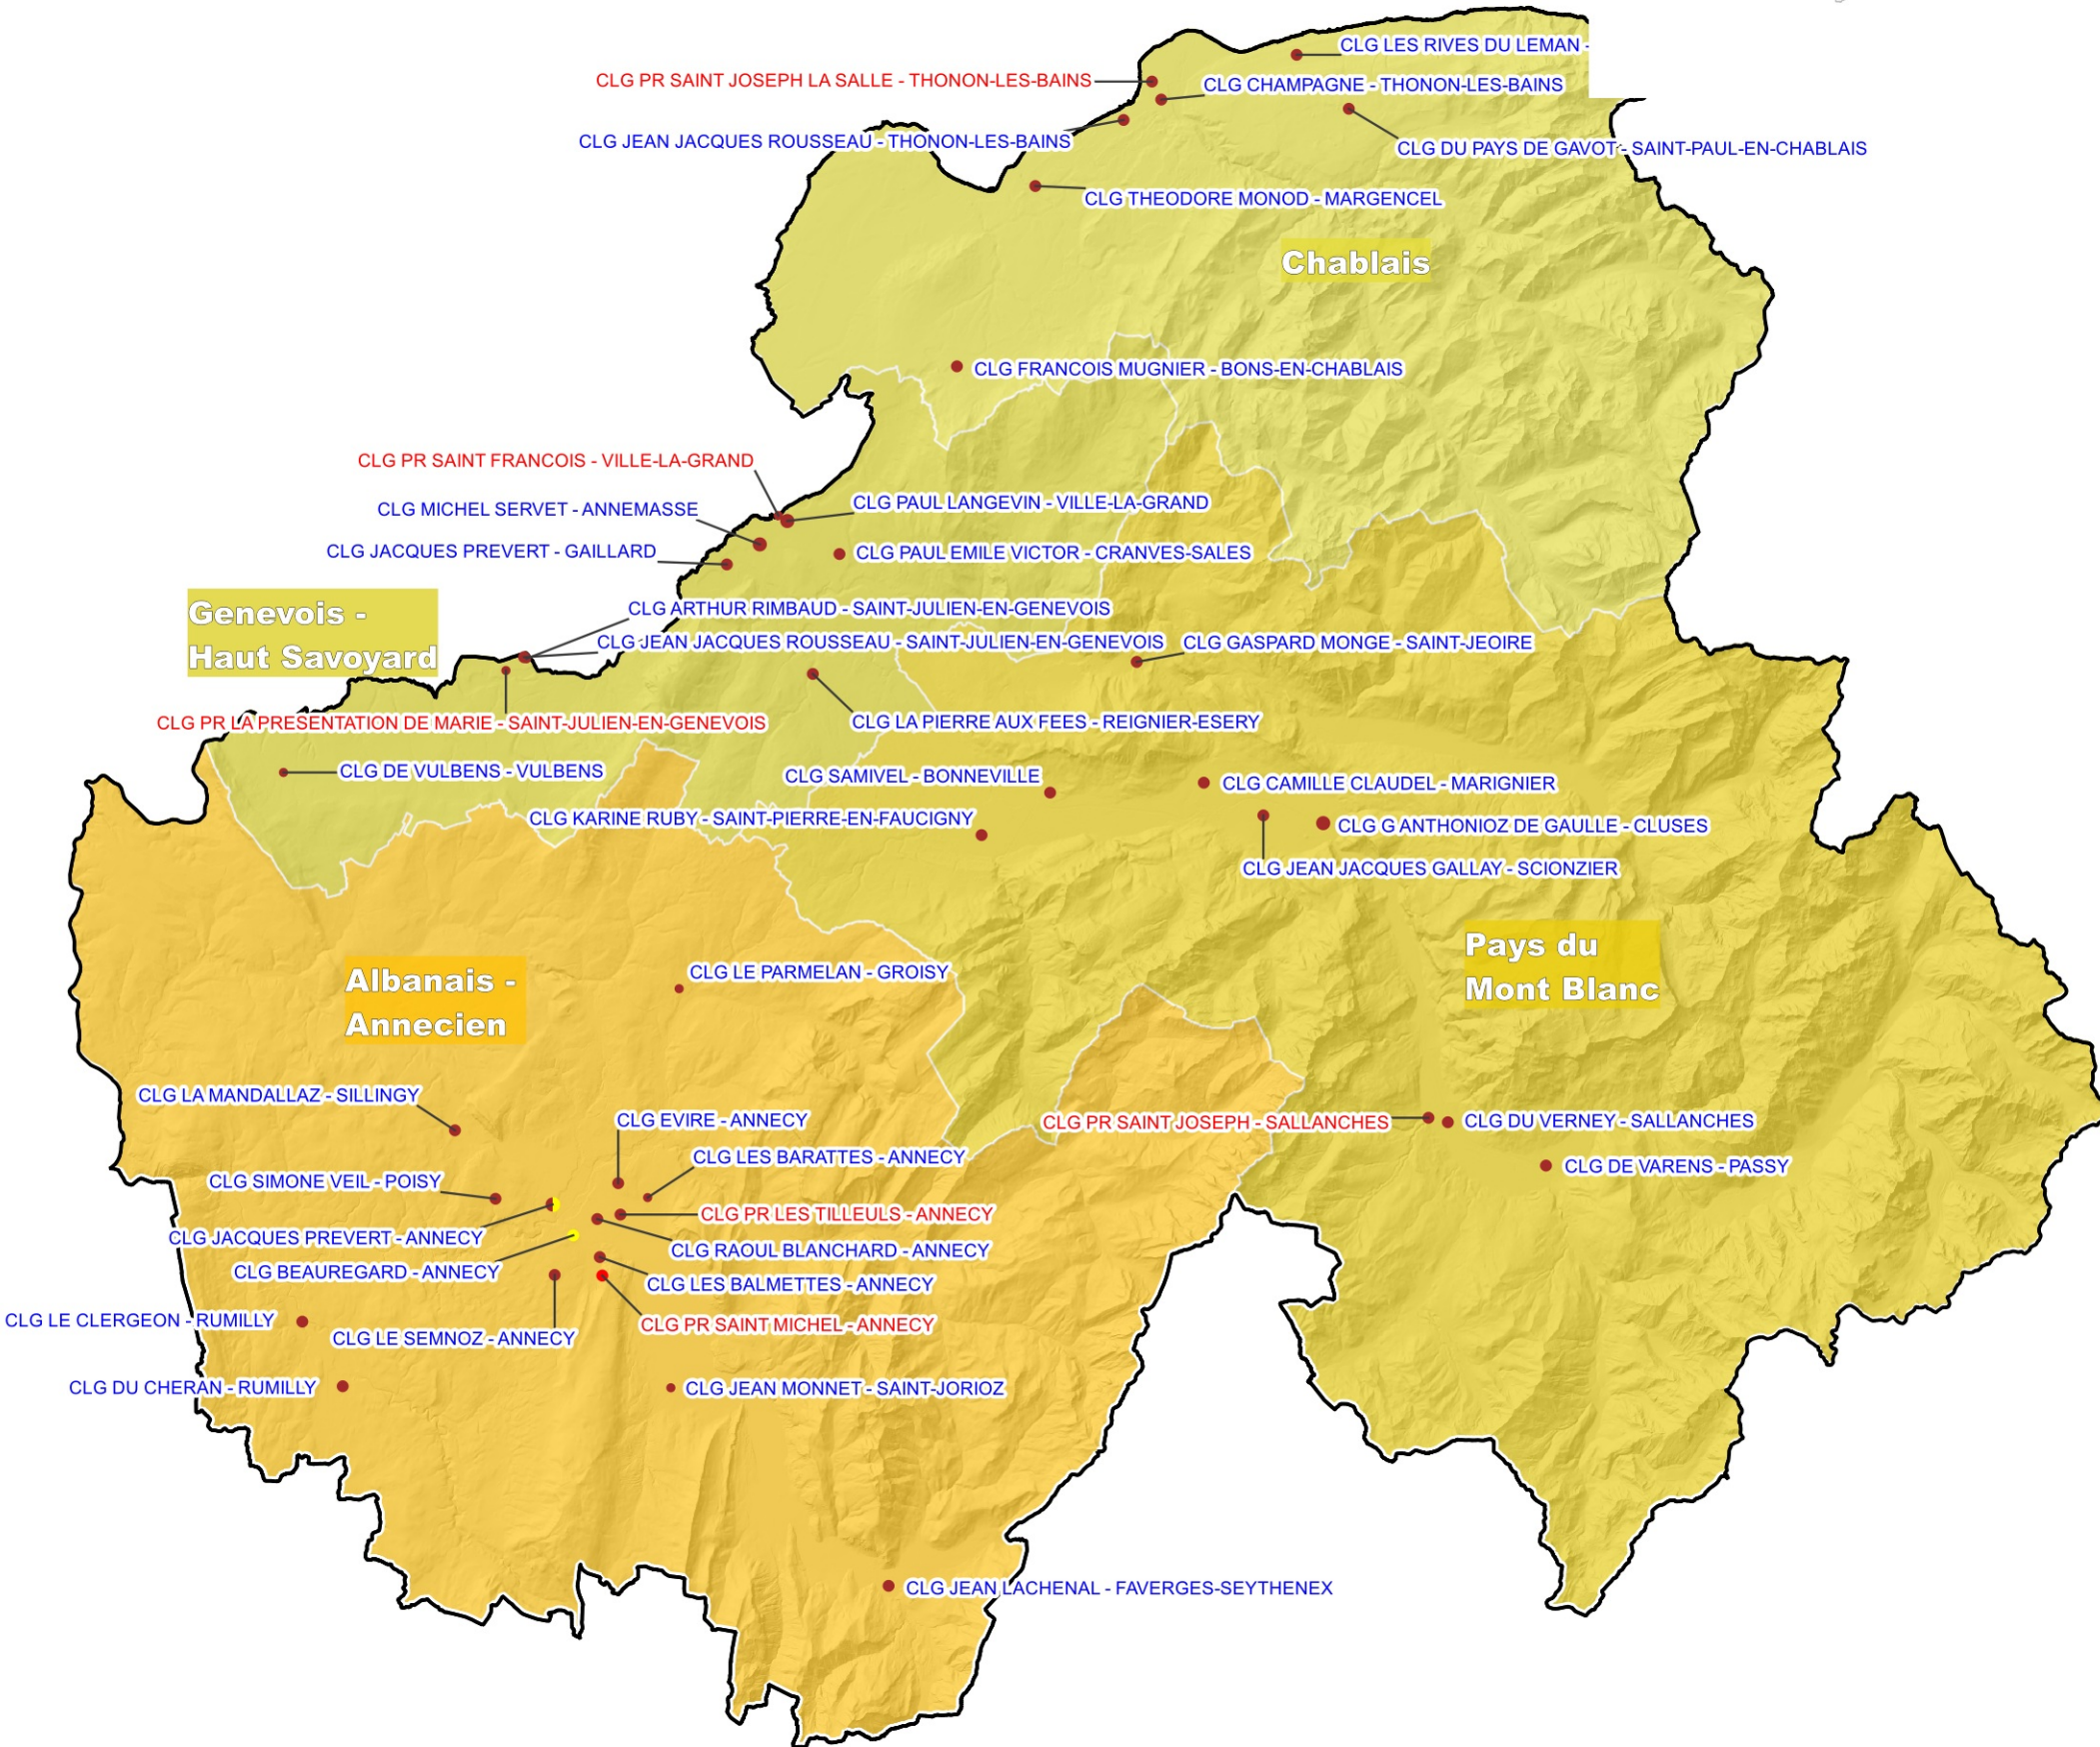 CLG LES RIVES DU LEMAN -
CLG PR SAINT JOSEPH LA SALLE - THONON-LES-BAINS
CLG CHAMPAGNE - THONON-LES-BAINS
CLG JEAN JACQUES ROUSSEAU - THONON-LES-BAINS
CLG DU PAYS DE GAVOT - SAINT-PAUL-EN-CHABLAIS
CLG THEODORE MONOD - MARGENCEL
Chablais
CLG FRANCOIS MUGNIER - BONS-EN-CHABLAIS
CLG PR SAINT FRANCOIS - VILLE-LA-GRAND
CLG PAUL LANGEVIN - VILLE-LA-GRAND
CLG MICHEL SERVET - ANNEMASSE
CLG JACQUES PREVERT - GAILLARD
CLG PAUL EMILE VICTOR - CRANVES-SALES
Genevois -
Haut Savoyard
CLG ARTHUR RIMBAUD - SAINT-JULIEN-EN-GENEVOIS
CLG JEAN JACQUES ROUSSEAU - SAINT-JULIEN-EN-GENEVOIS
CLG GASPARD MONGE - SAINT-JEOIRE
CLG PR LA PRESENTATION DE MARIE - SAINT-JULIEN-EN-GENEVOIS
CLG LA PIERRE AUX FEES - REIGNIER-ESERY
CLG DE VULBENS - VULBENS
CLG SAMIVEL - BONNEVILLE
CLG CAMILLE CLAUDEL - MARIGNIER
CLG KARINE RUBY - SAINT-PIERRE-EN-FAUCIGNY
CLG G ANTHONIOZ DE GAULLE - CLUSES
CLG JEAN JACQUES GALLAY - SCIONZIER
Pays du
Mont Blanc
Albanais -
Annecien
CLG LE PARMELAN - GROISY
CLG LA MANDALLAZ - SILLINGY
CLG EVIRE - ANNECY
CLG PR SAINT JOSEPH - SALLANCHES
CLG DU VERNEY - SALLANCHES
CLG LES BARATTES - ANNECY
CLG DE VARENS - PASSY
CLG SIMONE VEIL - POISY
CLG PR LES TILLEULS - ANNECY
CLG JACQUES PREVERT - ANNECY
CLG RAOUL BLANCHARD - ANNECY
CLG BEAUREGARD - ANNECY
CLG LES BALMETTES - ANNECY
CLG LE CLERGEON - RUMILLY
CLG PR SAINT MICHEL - ANNECY
CLG LE SEMNOZ - ANNECY
CLG DU CHERAN - RUMILLY
CLG JEAN MONNET - SAINT-JORIOZ
CLG JEAN LACHENAL - FAVERGES-SEYTHENEX